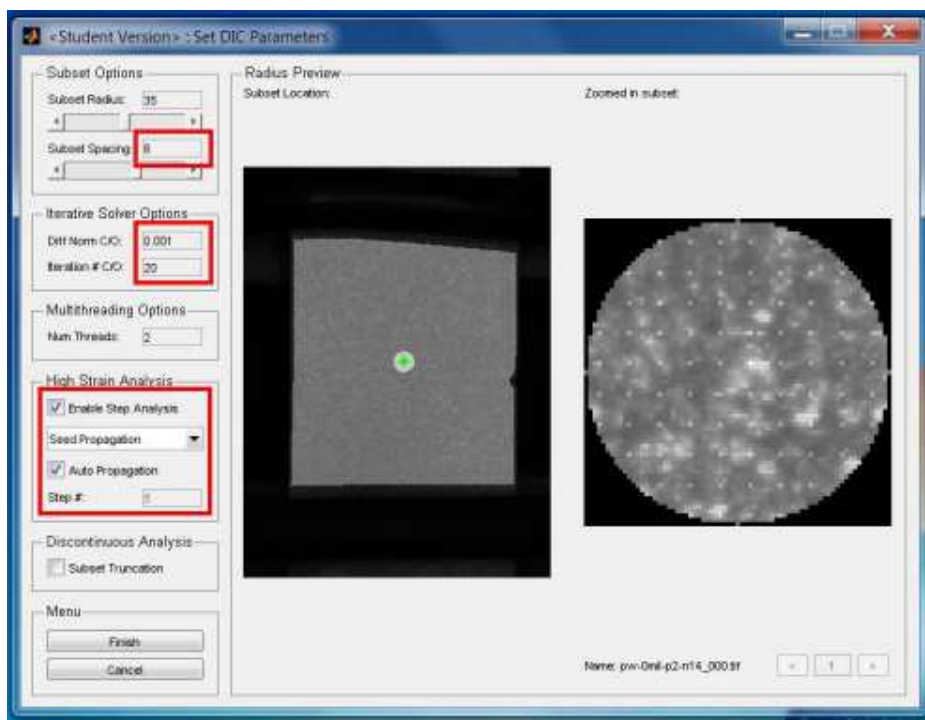 <Student Version> : Set DIC Parameters
Subset Options
Subset Radius: 35
Subset Spacing:
Iterative Solver Options
Diff Norm C/O: 0.001
Iteration # C/O: 20
Multithreading Options
Num Threads: 2
High Strain Analysis
Enable Step Analysis
Seed Propagation
Auto Propagation
Step #:
Discontinuous Analysis
Subset Truncation
Menu
Finish
Cancel
Radius Preview
Subset Location:
Zoomed in subset:
Name: pw-0mil-p2-n14_000.tif
1